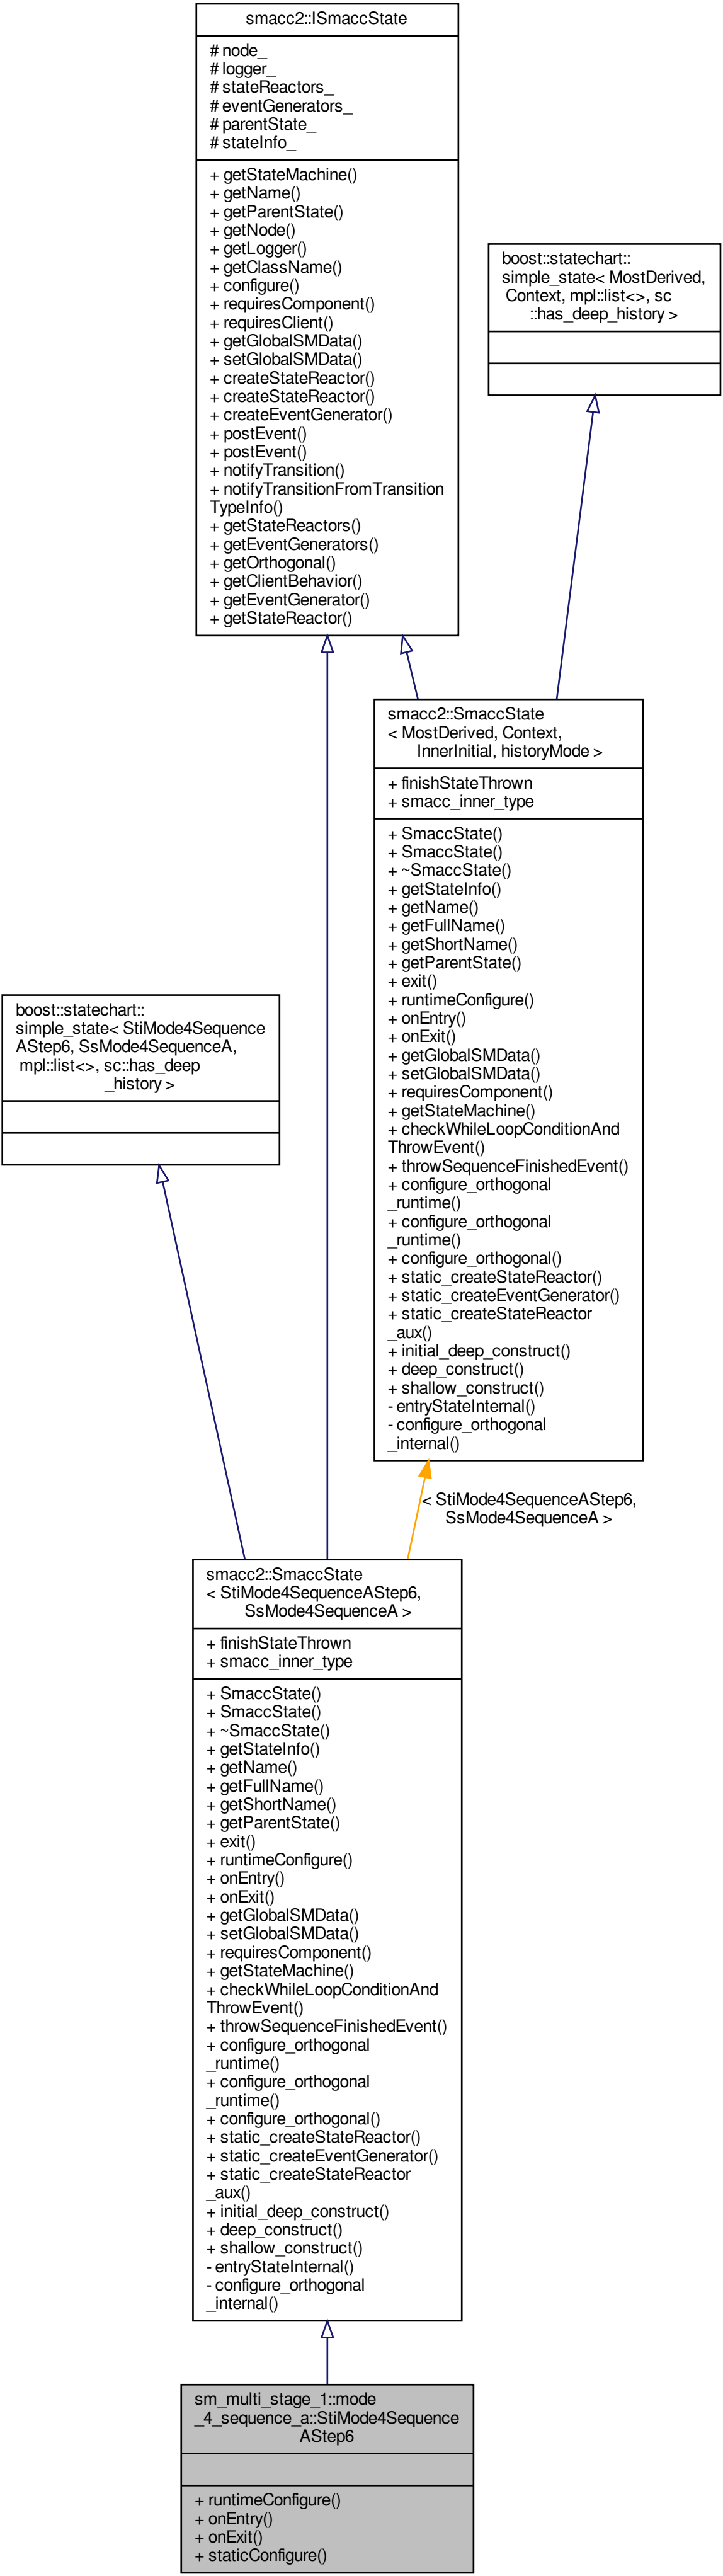 smacc2::ISmaccState
# node_
# logger_
# stateReactors_
# eventGenerators_
# parentState_
# stateInfo_
+ getStateMachine()
+ getName()
+ getParentState()
+ getNode()
+ getLogger()
+ getClassName()
+ configure()
+ requiresComponent()
+ requiresClient()
+ getGlobalSMData()
+ setGlobalSMData()
+ createStateReactor()
+ createStateReactor()
+ createEventGenerator()
+ postEvent()
+ postEvent()
+ notifyTransition()
+ notifyTransitionFromTransition
TypeInfo()
+ getStateReactors()
+ getEventGenerators()
+ getOrthogonal()
+ getClientBehavior()
+ getEventGenerator()
+ getStateReactor()
boost::statechart::
simple_state< MostDerived,
Context, mpl::list<>, sc
::has_deep_history >
smacc2::SmaccState
< MostDerived, Context,
InnerInitial, historyMode >
+ finishStateThrown
+ smacc_inner_type
+ SmaccState()
+ SmaccState()
+ ~SmaccState()
+ getStateInfo()
+ getName()
+ getFullName()
+ getShortName()
+ getParentState()
+ exit()
+ runtimeConfigure()
+ onEntry()
+ onExit()
+ getGlobalSMData()
+ setGlobalSMData()
+ requiresComponent()
+ getStateMachine()
+ checkWhileLoopConditionAnd
ThrowEvent()
+ throwSequenceFinishedEvent()
+ configure_orthogonal
_runtime()
+ configure_orthogonal
_runtime()
+ configure_orthogonal()
+ static_createStateReactor()
+ static_createEventGenerator()
+ static_createStateReactor
_aux()
+ initial_deep_construct()
+ deep_construct()
+ shallow_construct()
- entryStateInternal()
- configure_orthogonal
_internal()
boost::statechart::
simple_state< StiMode4Sequence
AStep6, SsMode4SequenceA,
mpl::list<>, sc::has_deep
_history >
< StiMode4SequenceAStep6,
SsMode4SequenceA >
smacc2::SmaccState
< StiMode4SequenceAStep6,
SsMode4SequenceA >
+ finishStateThrown
+ smacc_inner_type
+ SmaccState()
+ SmaccState()
+ ~SmaccState()
+ getStateInfo()
+ getName()
+ getFullName()
+ getShortName()
+ getParentState()
+ exit()
+ runtimeConfigure()
+ onEntry()
+ onExit()
+ getGlobalSMData()
+ setGlobalSMData()
+ requiresComponent()
+ getStateMachine()
+ checkWhileLoopConditionAnd
ThrowEvent()
+ throwSequenceFinishedEvent()
+ configure_orthogonal
_runtime()
+ configure_orthogonal
_runtime()
+ configure_orthogonal()
+ static_createStateReactor()
+ static_createEventGenerator()
+ static_createStateReactor
_aux()
+ initial_deep_construct()
+ deep_construct()
+ shallow_construct()
- entryStateInternal()
- configure_orthogonal
_internal()
sm_multi_stage_1::mode
_4_sequence_a::StiMode4Sequence
AStep6
+ runtimeConfigure()
+ onEntry()
+ onExit()
+ staticConfigure()